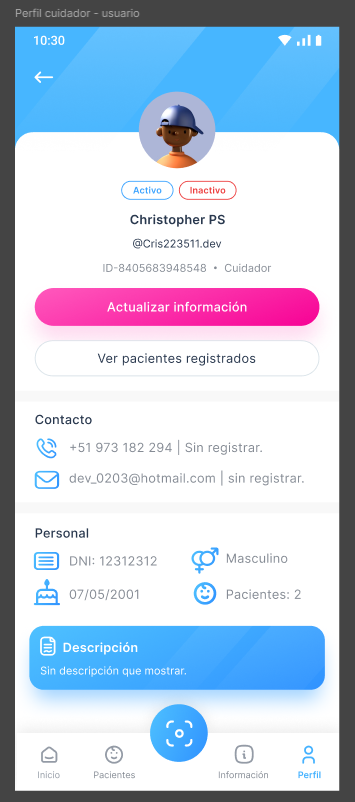 Perfil cuidador - usuario
10:30
Activo Inactivo
Christopher PS
@Cris223511.dev
ID-8405683948548 • Cuidador
Actualizar información
Ver pacientes registrados
Contacto
+51 973 182 294 | Sin registrar.
dev_0203@hotmail.com | sin registrar.
Personal
DNI: 12312312 Masculino
07/05/2001 Pacientes: 2
Descripción
Sin descripción que mostrar.
Inicio Pacientes Información Perfil